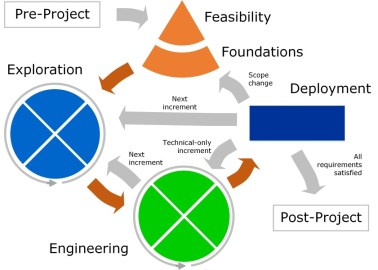 Pre-Project
Feasibility
Foundations
Exploration
Scope
change
Deployment
Next
increment
Technical-only
increment
Next
increment
All
requirements
satisfied
Post-Project
Engineering